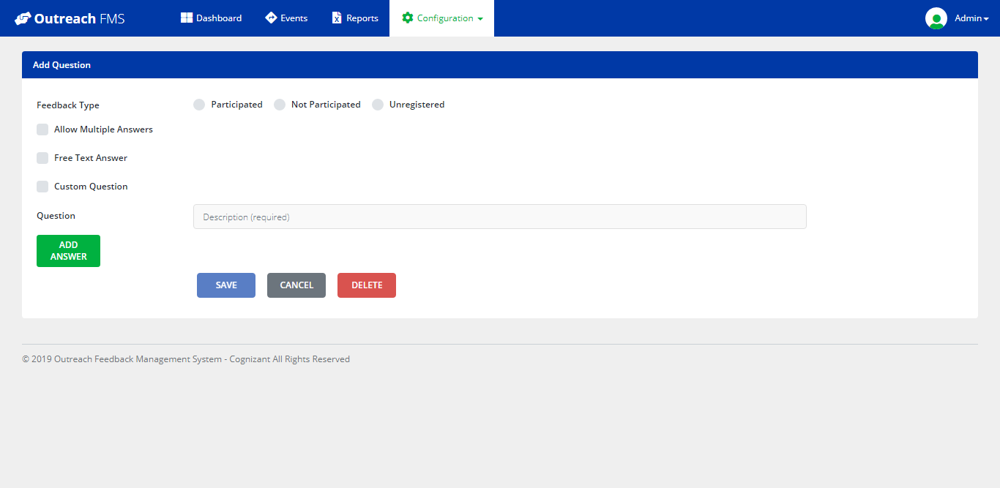 Outreach FMS Dashboard Events Reports Configuration Admin
Add Question
Feedback Type Participated Not Participated Unregistered
Allow Multiple Answers
Free Text Answer
Custom Question
Question Description (required)
ADD
ANSWER
SAVE CANCEL DELETE
© 2019 Outreach Feedback Management System - Cognizant All Rights Reserved